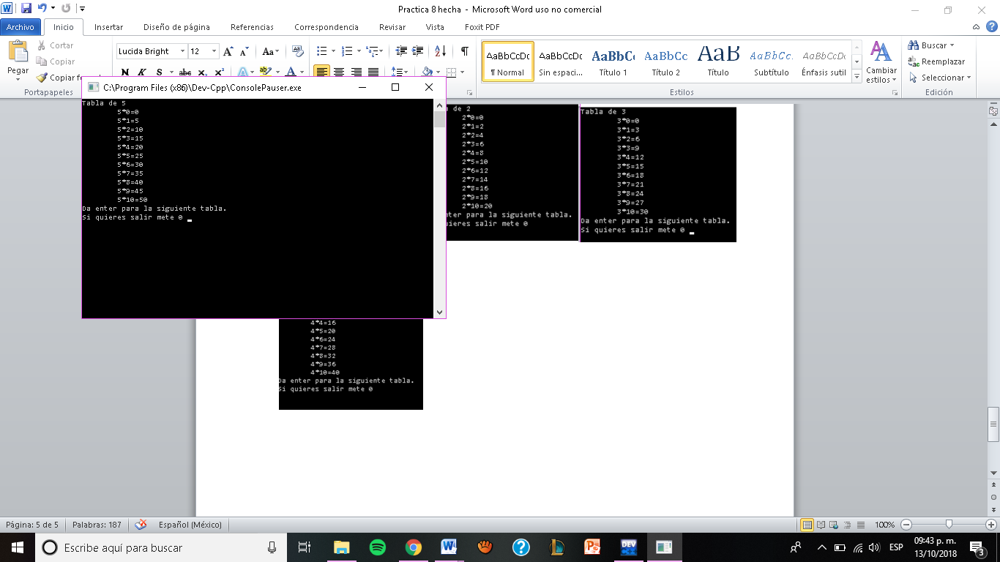 Practica 8 hecha - Microsoft Word uso no comercial
Archivo Inicio Insertar Diseño de página Referencias Correspondencia Revisar Vista Foxit PDF
Pegar
Cortar
Copiar
Copiar fo
Portapapeles
Lucida Bright 12
N K S abc x₂ x² A A
AaBbCcDc AaBbCcDc AaBbC AaBbCc AaB AaBbCc. AaBbCcDc
¶ Normal Sin espaci... Título 1 Título 2 Título Subtítulo Énfasis sutil
Cambiar estilos
Estilos
Buscar
Reemplazar
Seleccionar
Edición
C:\Program Files (x86)\Dev-Cpp\ConsolePauser.exe
Tabla de 5
5*0=0
5*1=5
5*2=10
5*3=15
5*4=20
5*5=25
5*6=30
5*7=35
5*8=40
5*9=45
5*10=50
Da enter para la siguiente tabla.
Si quieres salir mete 0 _
de 2
2*0=0
2*1=2
2*2=4
2*3=6
2*4=8
2*5=10
2*6=12
2*7=14
2*8=16
2*9=18
2*10=20
nter para la siguiente tabla.
uieres salir mete 0
Tabla de 3
3*0=0
3*1=3
3*2=6
3*3=9
3*4=12
3*5=15
3*6=18
3*7=21
3*8=24
3*9=27
3*10=30
Da enter para la siguiente tabla.
Si quieres salir mete 0 _
4*4=16
4*5=20
4*6=24
4*7=28
4*8=32
4*9=36
4*10=40
Da enter para la siguiente tabla.
Si quieres salir mete 0
Página: 5 de 5 Palabras: 187 Español (México) 100%
Escribe aquí para buscar
DEV
ESP
09:43 p. m.
13/10/2018
3